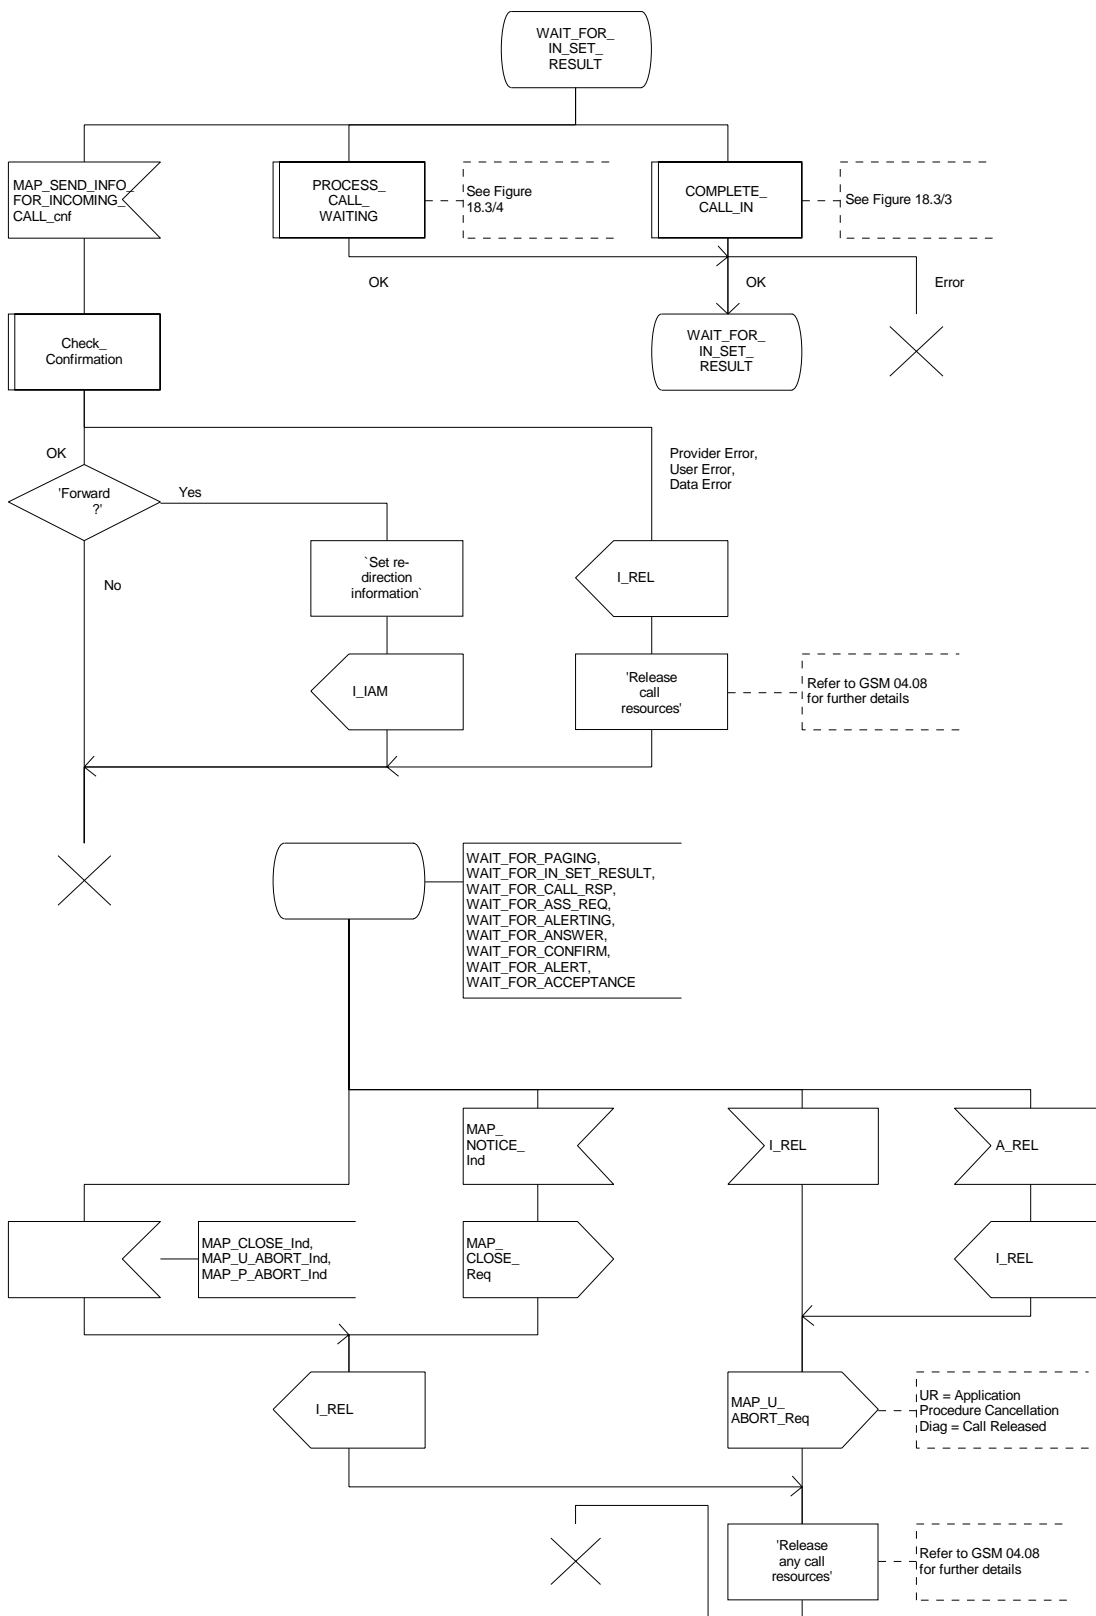 WAIT_FOR_
IN_SET_
RESULT
MAP_SEND_INFO_
FOR_INCOMING_
CALL_cnf
PROCESS_
CALL_
WAITING
See Figure
18.3/4
COMPLETE_
CALL_IN
See Figure 18.3/3
OK
OK
Error
Check_
Confirmation
WAIT_FOR_
IN_SET_
RESULT
OK
Provider Error,
User Error,
Data Error
'Forward
?'
Yes
No
`Set re-
direction
information`
I_REL
I_IAM
'Release
call
resources'
Refer to GSM 04.08
for further details
WAIT_FOR_PAGING,
WAIT_FOR_IN_SET_RESULT,
WAIT_FOR_CALL_RSP,
WAIT_FOR_ASS_REQ,
WAIT_FOR_ALERTING,
WAIT_FOR_ANSWER,
WAIT_FOR_CONFIRM,
WAIT_FOR_ALERT,
WAIT_FOR_ACCEPTANCE
MAP_
NOTICE_
Ind
I_REL
A_REL
MAP_CLOSE_Ind,
MAP_U_ABORT_Ind,
MAP_P_ABORT_Ind
MAP_
CLOSE_
Req
I_REL
I_REL
MAP_U_
ABORT_Req
UR = Application
Procedure Cancellation
Diag = Call Released
'Release
any call
resources'
Refer to GSM 04.08
for further details